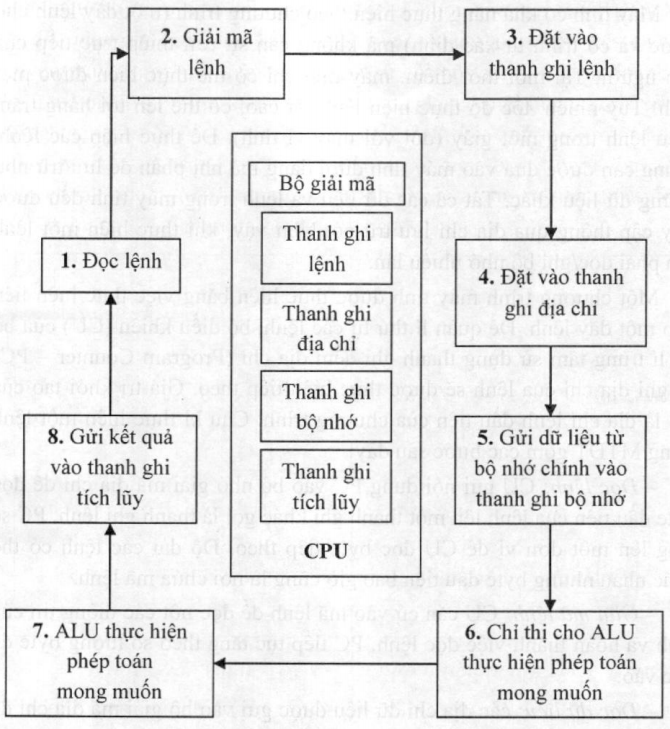 2. Giải mã
lệnh
3. Đặt vào
thanh ghi lệnh
Bộ giải mã
Thanh ghi
lệnh
Thanh ghi
địa chỉ
Thanh ghi
bộ nhớ
Thanh ghi
tích lũy
CPU
1. Đọc lệnh
4. Đặt vào thanh
ghi địa chỉ
8. Gửi kết quả
vào thanh ghi
tích lũy
5. Gửi dữ liệu từ
bộ nhớ chính vào
thanh ghi bộ nhớ
7. ALU thực hiện
phép toán
mong muốn
6. Chỉ thị cho ALU
thực hiện phép toán
mong muốn